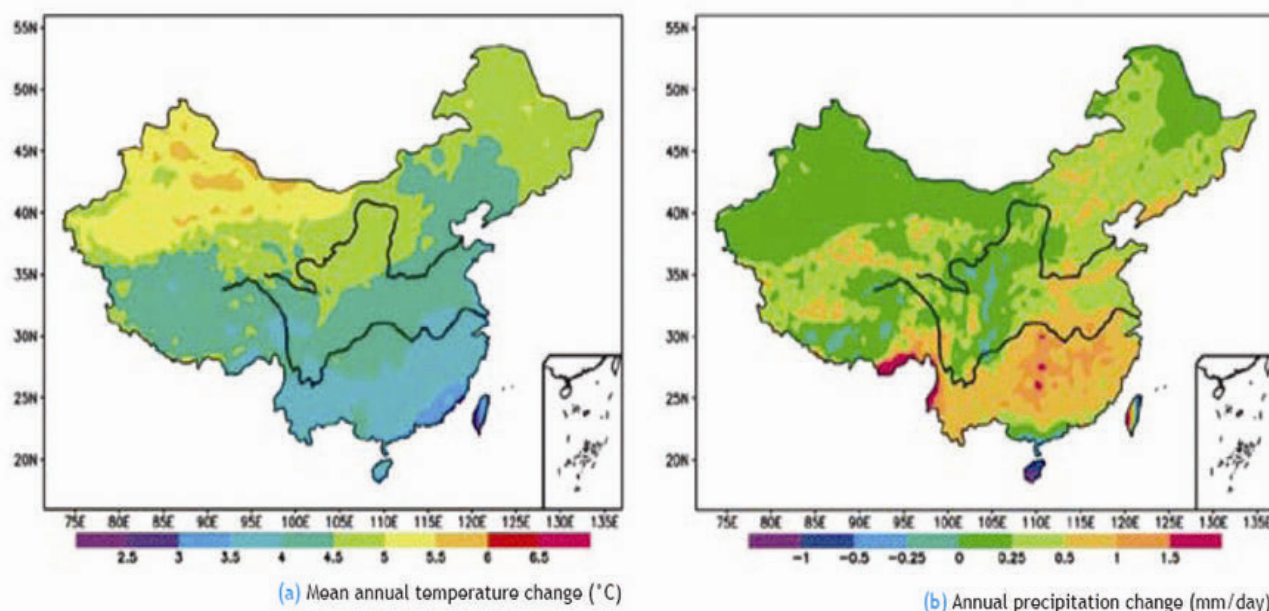 55N
50N
45N
40N
35N
30N
25N
20N
75E 80E 85E 90E 95E 100E 105E 110E 115E 120E 125E 130E 135E
2.5 3 3.5 4 4.5 5 5.5 6 6.5
(a) Mean annual temperature change (°C)
55N
50N
45N
40N
35N
30N
25N
20N
75E 80E 85E 90E 95E 100E 105E 110E 115E 120E 125E 130E 135E
-1 -0.5 -0.25 0 0.25 0.5 1 1.5
(b) Annual precipitation change (mm/day)